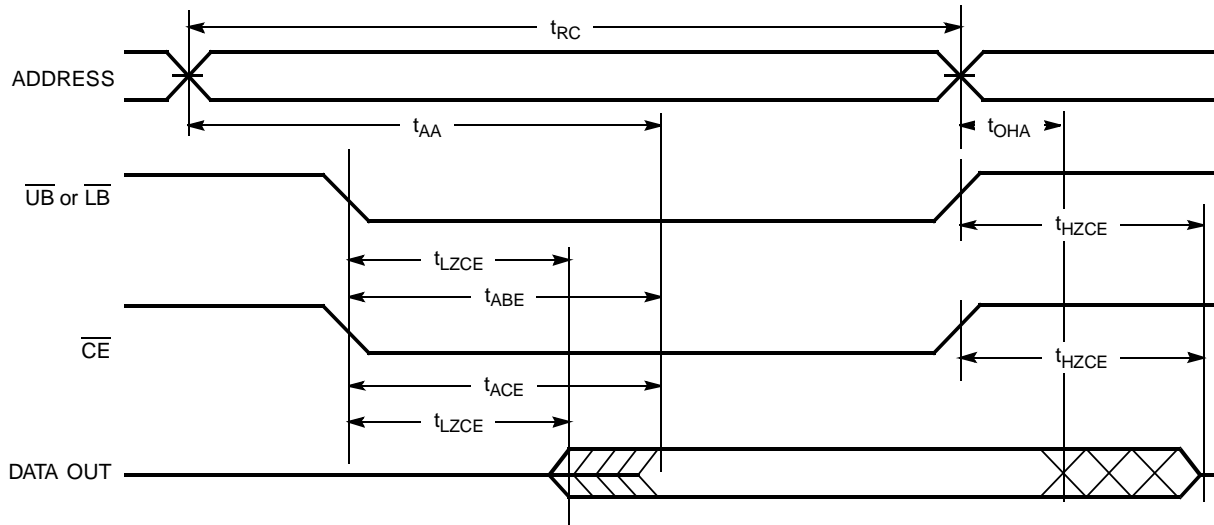 tRC
ADDRESS
tAA
tOHA
UB or LB
tHZCE
tLZCE
tABE
CE
tHZCE
tACE
tLZCE
DATA OUT